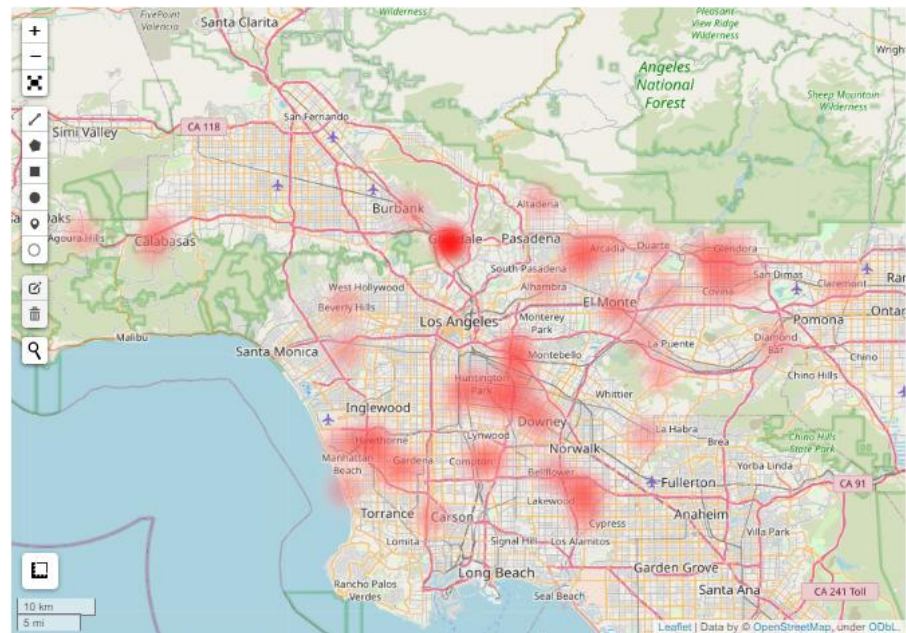 FivePoint
Valencia
Santa Clarita
Wilderness
Pleasant
View Ridge
Wilderness
Wright
Angeles
National
Forest
Sheep Mountain
Wilderness
+
−
San Fernando
CA 118
Simi Valley
Burbank
Altadena
Oaks
Agoura Hills
Calabasas
Pasadena
Arcadia
Duarte
Glendora
South Pasadena
San Dimas
Claremont
Ran
West Hollywood
Alhambra
El Monte
Covina
Beverly Hills
Los Angeles
Monterey
Park
Pomona
Ontar
Malibu
Santa Monica
Montebello
La Puente
Diamond
Bar
Chino
Huntington
Park
Chino Hills
Whittier
Inglewood
Downey
Hawthorne
Lynwood
Norwalk
La Habra
Brea
Chino Hills
State Park
Manhattan
Beach
Gardena
Compton
Bellflower
Yorba Linda
Fullerton
CA 91
Torrance
Carson
Lakewood
Cypress
Anaheim
Villa Park
Lomita
Signal Hill
Los Alamitos
Long Beach
Garden Grove
Rancho Palos
Verdes
Seal Beach
Santa Ana
CA 241 Toll
10 km
5 mi
Leaflet | Data by © OpenStreetMap, under ODbL.